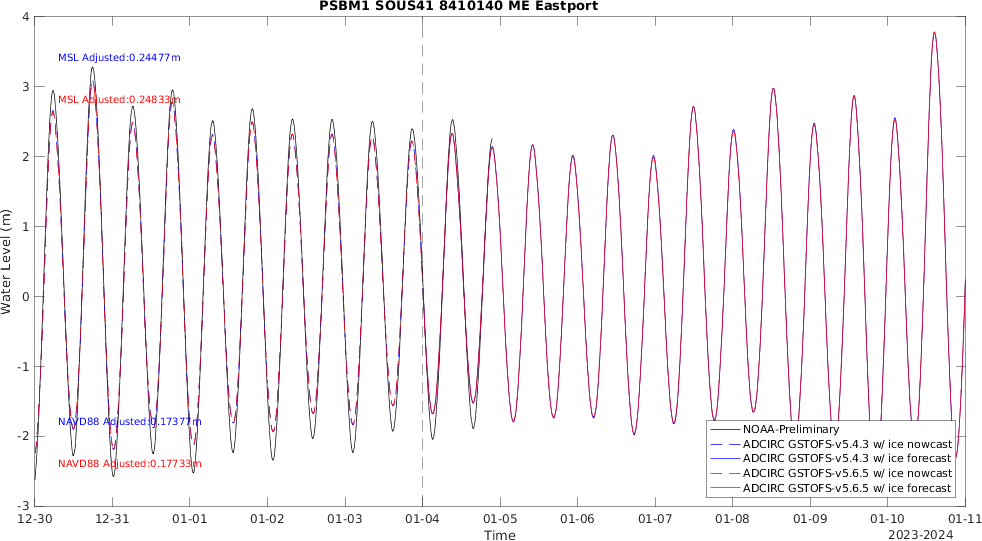 PSBM1 SOUS41 8410140 ME Eastport
4
3
2
1
0
-1
-2
-3
Water Level (m)
MSL Adjusted:0.24477m
MSL Adjusted:0.24833m
NAVD88 Adjusted:0.17377m
NAVD88 Adjusted:0.17733m
NOAA-Preliminary
ADCIRC GSTOFS-v5.4.3 w/ ice nowcast
ADCIRC GSTOFS-v5.4.3 w/ ice forecast
ADCIRC GSTOFS-v5.6.5 w/ ice nowcast
ADCIRC GSTOFS-v5.6.5 w/ ice forecast
12-30 12-31 01-01 01-02 01-03 01-04 01-05 01-06 01-07 01-08 01-09 01-10 01-11
Time
2023-2024